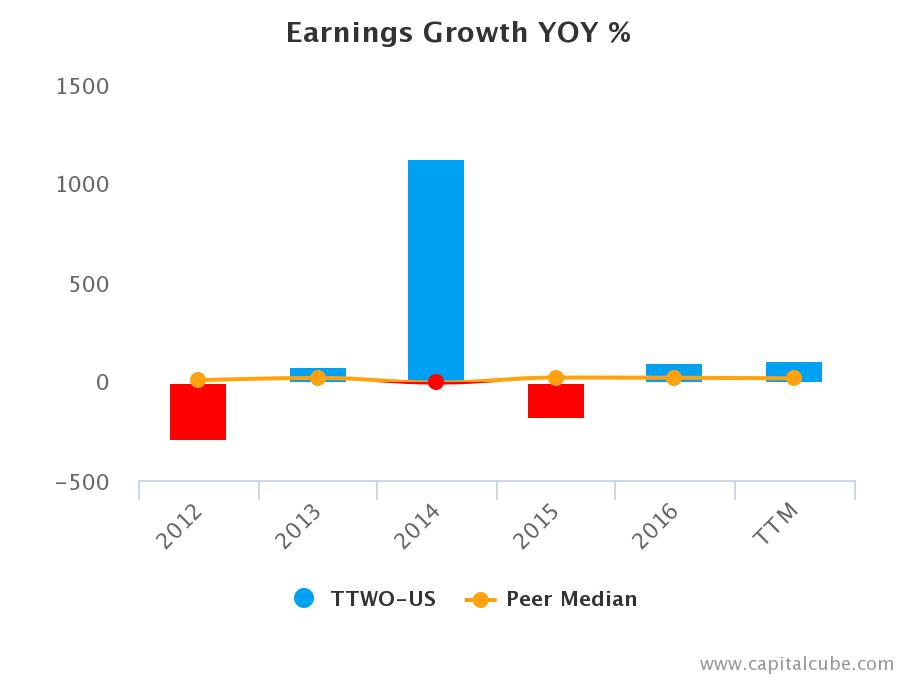 Earnings Growth YOY %
1500
1000
500
0
−500
2012 2013 2014 2015 2016 TTM
TTWO-US Peer Median
www.capitalcube.com